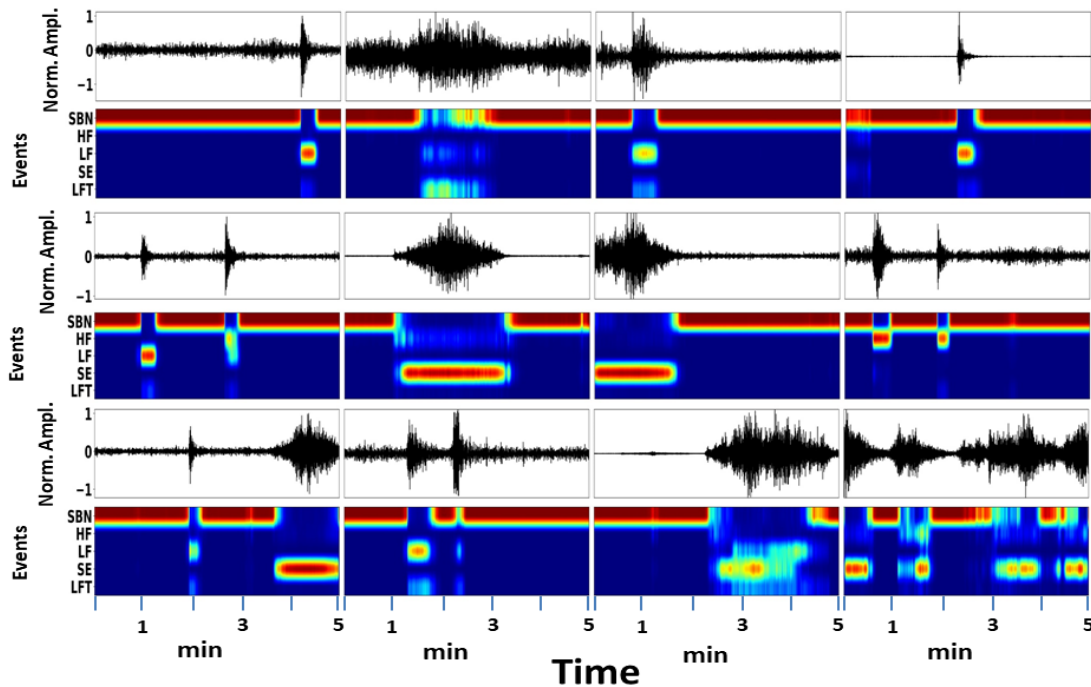 Norm. Ampl.
1
0
−1
Events
SBN
HF
LF
SE
LFT
Norm. Ampl.
1
0
−1
Events
SBN
HF
LF
SE
LFT
Norm. Ampl.
1
0
−1
Events
SBN
HF
LF
SE
LFT
1 3 5 1 3 5 1 3 5 1 3 5
min min min min
Time